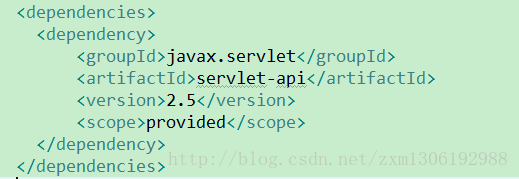 <dependencies>
<dependency>
<groupId>javax.servlet</groupId>
<artifactId>servlet-api</artifactId>
<version>2.5</version>
<scope>provided</scope>
</dependency>
http://blog.csdn.net/zxm1306192988
</dependencies>